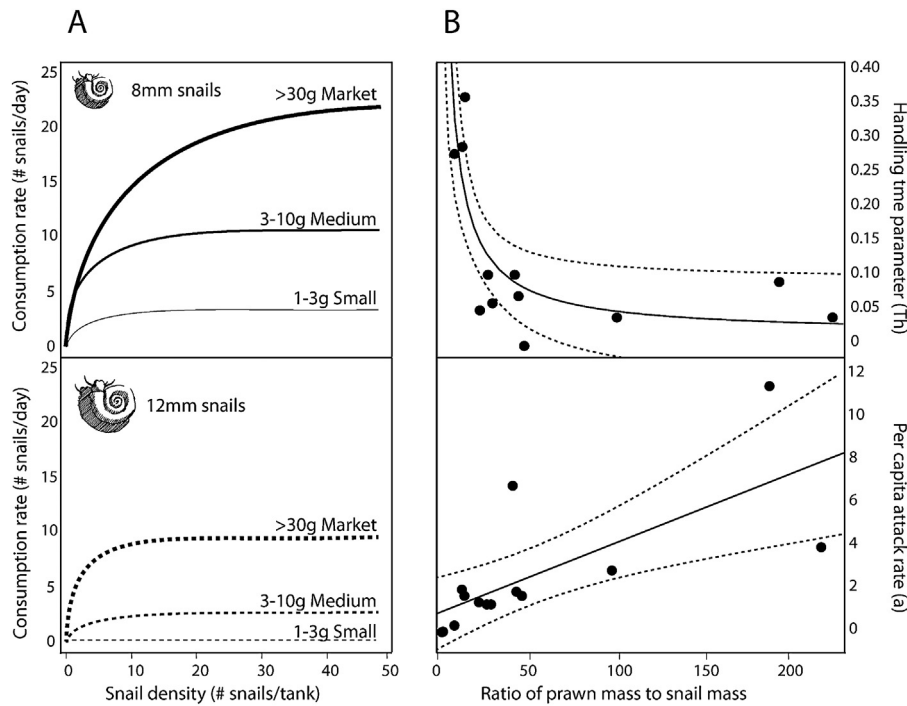 A
B
Consumption rate (# snails/day)
25
20
15
10
5
0
8mm snails
>30g Market
3-10g Medium
1-3g Small
0.40
0.35
0.30
0.25
0.20
0.10
0.05
0
Handling tme parameter (Th)
Consumption rate (# snails/day)
25
20
15
10
5
0
12mm snails
>30g Market
3-10g Medium
1-3g Small
0
10
20
30
40
50
Snail density (# snails/tank)
12
10
8
6
4
2
0
Per capita attack rate (a)
0
50
100
150
200
Ratio of prawn mass to snail mass